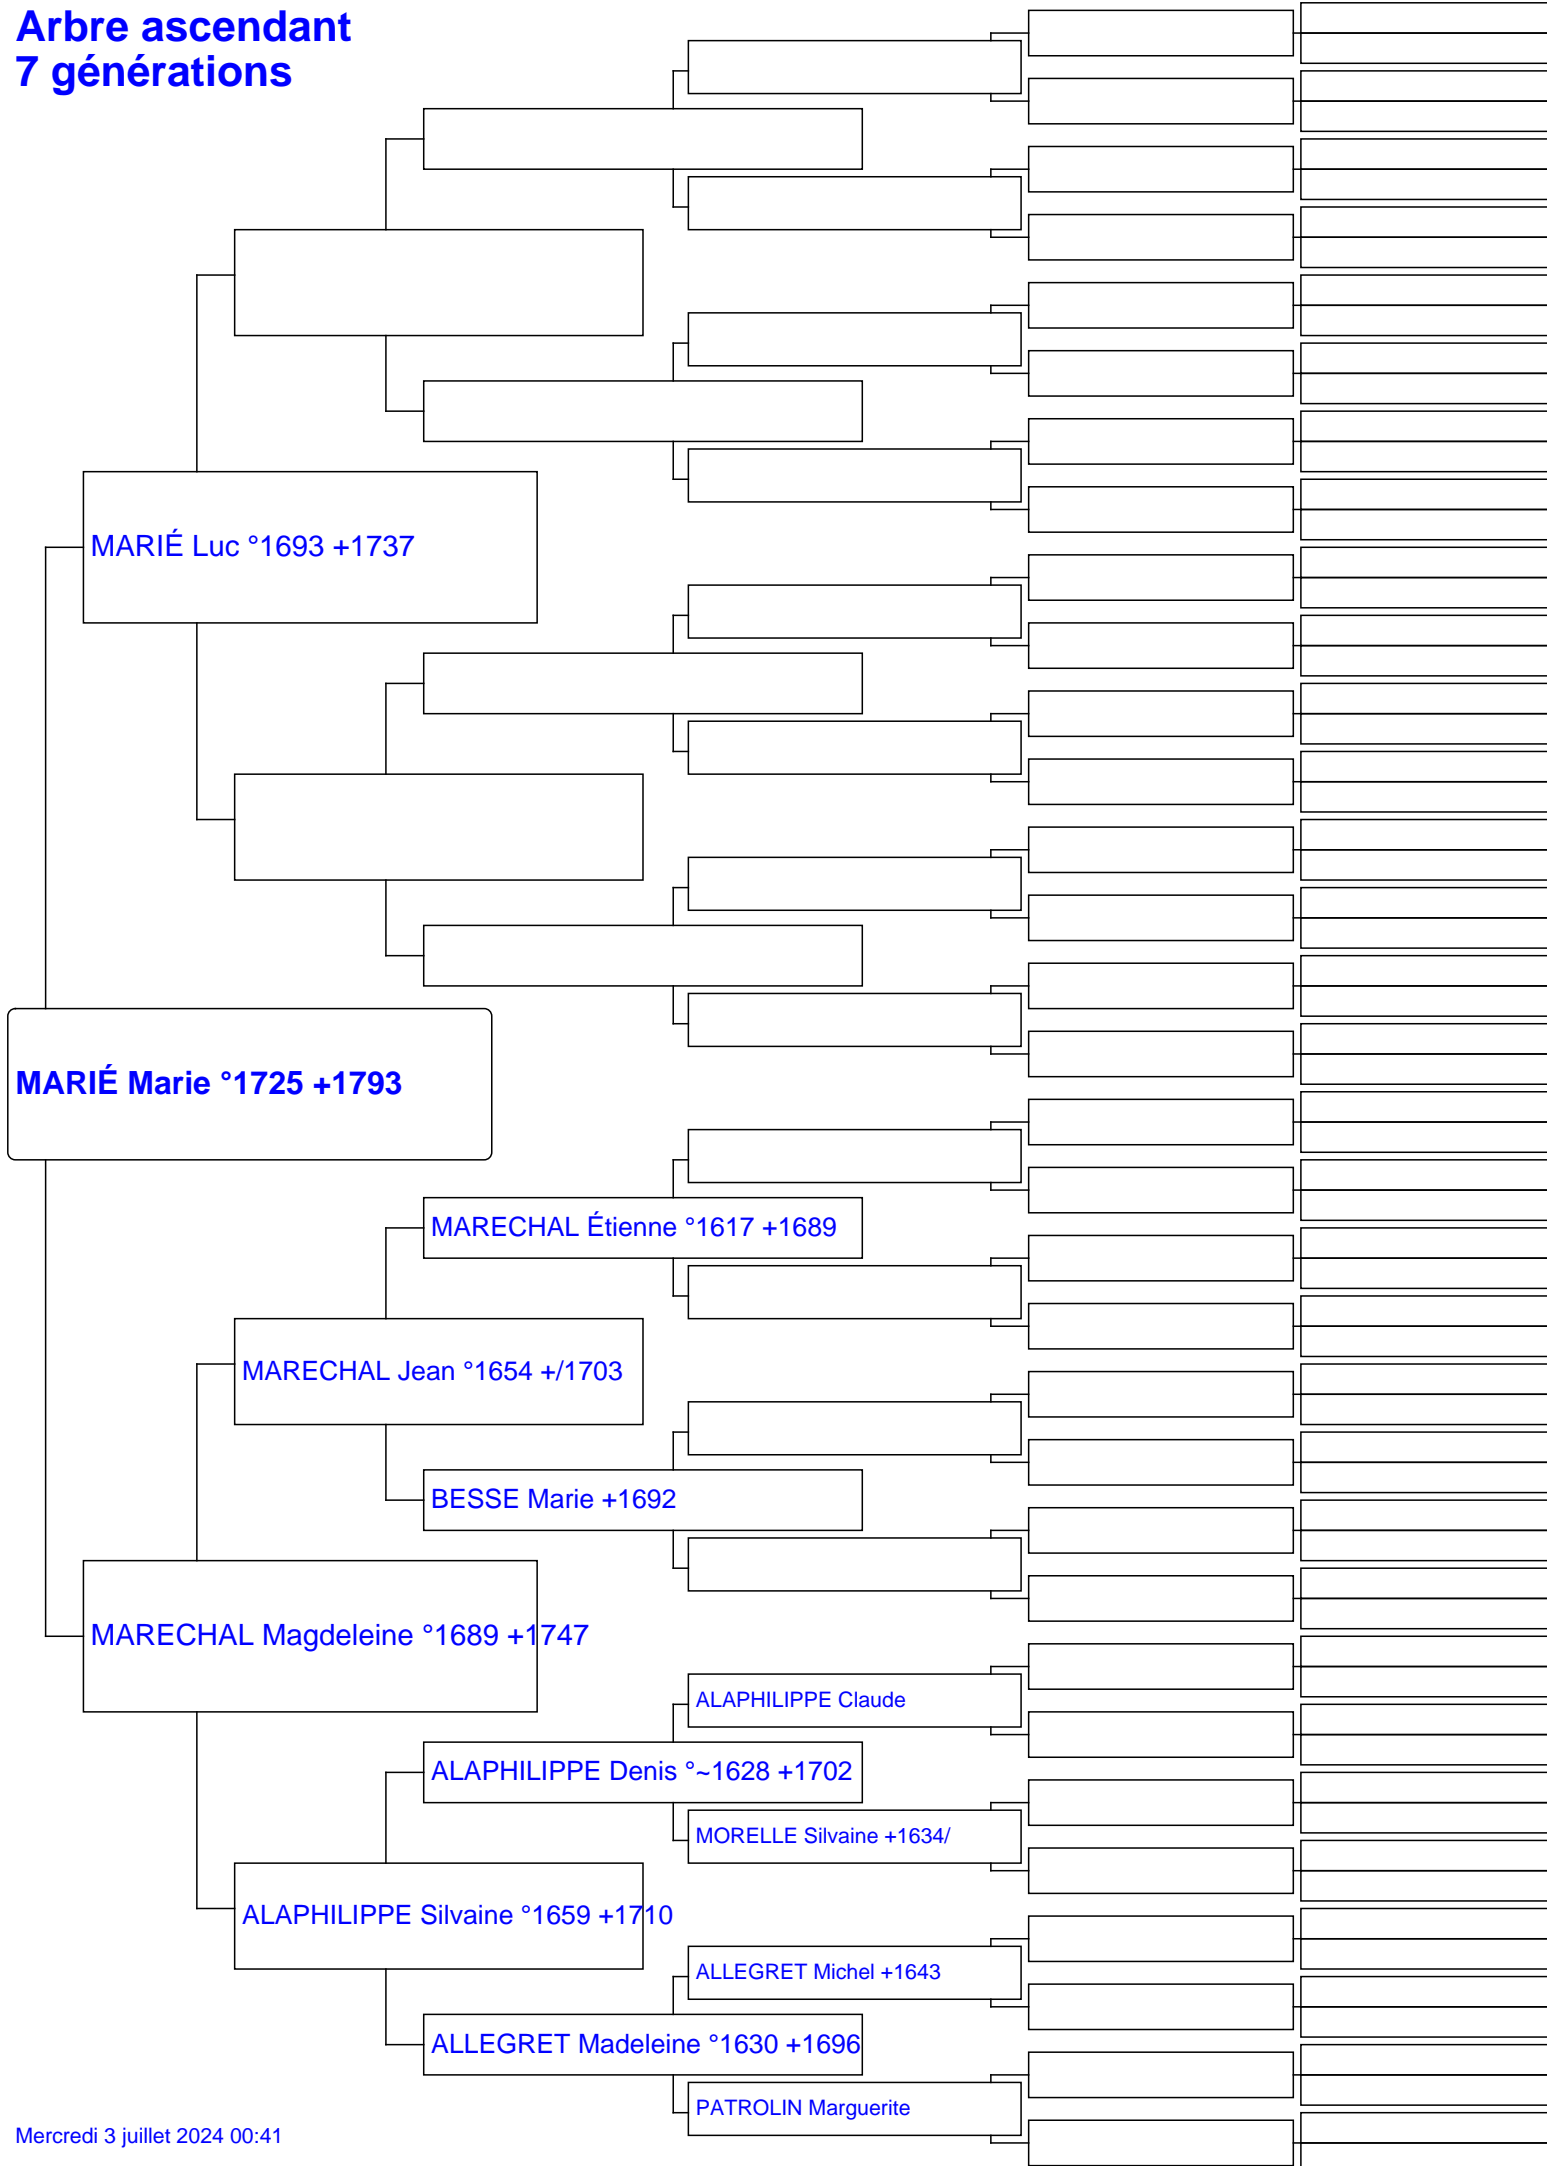 Arbre ascendant
7 générations
MARIÉ Luc °1693 +1737
MARIÉ Marie °1725 +1793
MARECHAL Étienne °1617 +1689
MARECHAL Jean °1654 +/1703
BESSE Marie +1692
MARECHAL Magdeleine °1689 +1747
ALAPHILIPPE Claude
ALAPHILIPPE Denis °~1628 +1702
MORELLE Silvaine +1634/
ALAPHILIPPE Silvaine °1659 +1710
ALLEGRET Michel +1643
ALLEGRET Madeleine °1630 +1696
PATROLIN Marguerite
Mercredi 3 juillet 2024 00:41